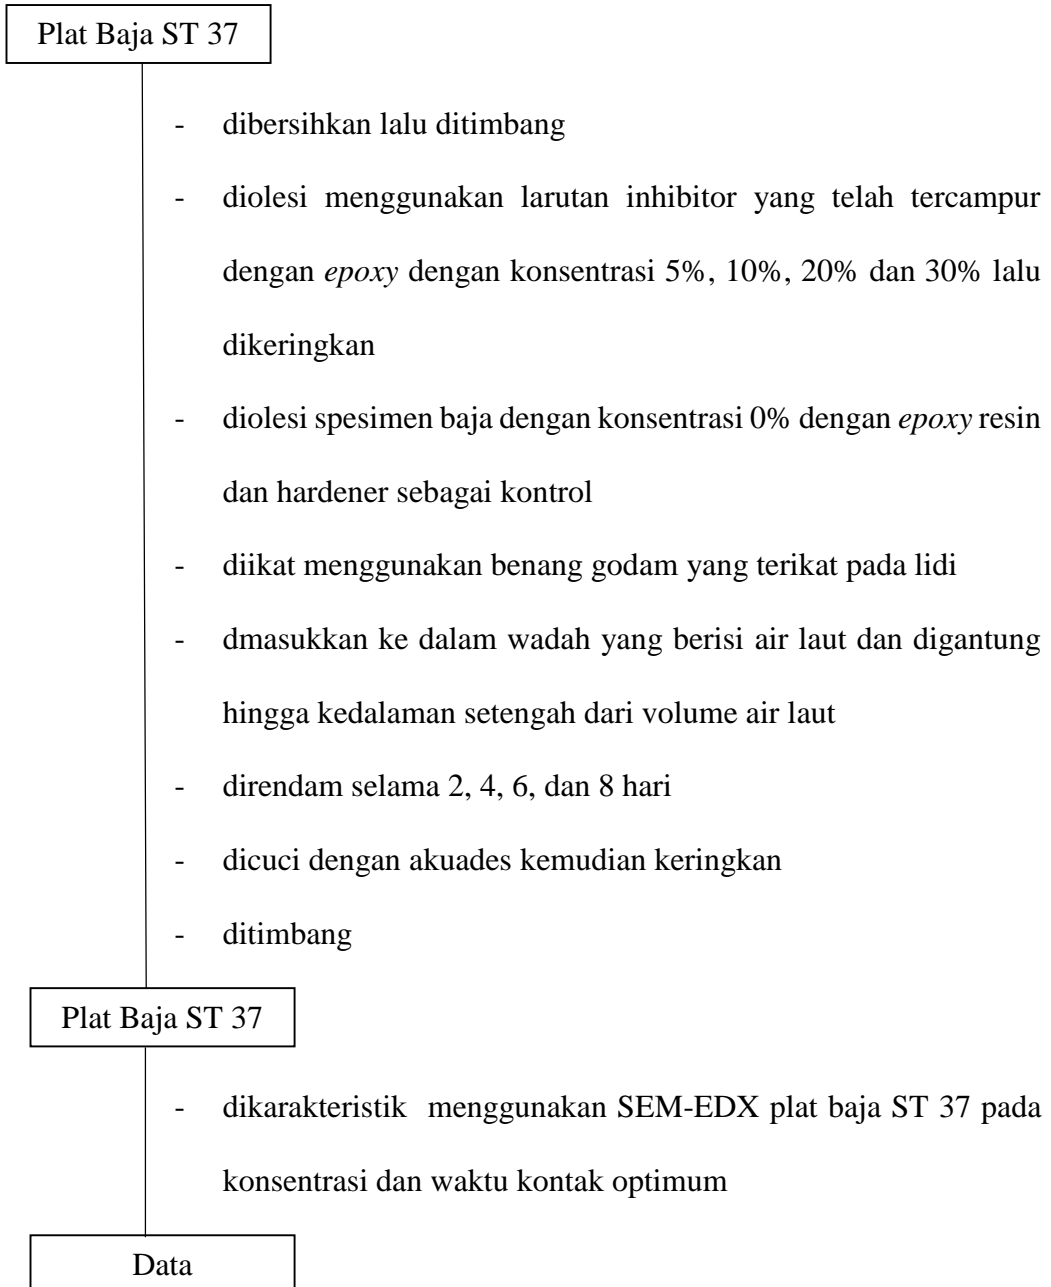 Plat Baja ST 37
- dibersihkan lalu ditimbang
- diolesi menggunakan larutan inhibitor yang telah tercampur
dengan epoxy dengan konsentrasi 5%, 10%, 20% dan 30% lalu
dikeringkan
- diolesi spesimen baja dengan konsentrasi 0% dengan epoxy resin
dan hardener sebagai kontrol
- diikat menggunakan benang godam yang terikat pada lidi
- dmasukkan ke dalam wadah yang berisi air laut dan digantung
hingga kedalaman setengah dari volume air laut
- direndam selama 2, 4, 6, dan 8 hari
- dicuci dengan akuades kemudian keringkan
- ditimbang
Plat Baja ST 37
- dikarakteristik menggunakan SEM-EDX plat baja ST 37 pada
konsentrasi dan waktu kontak optimum
Data